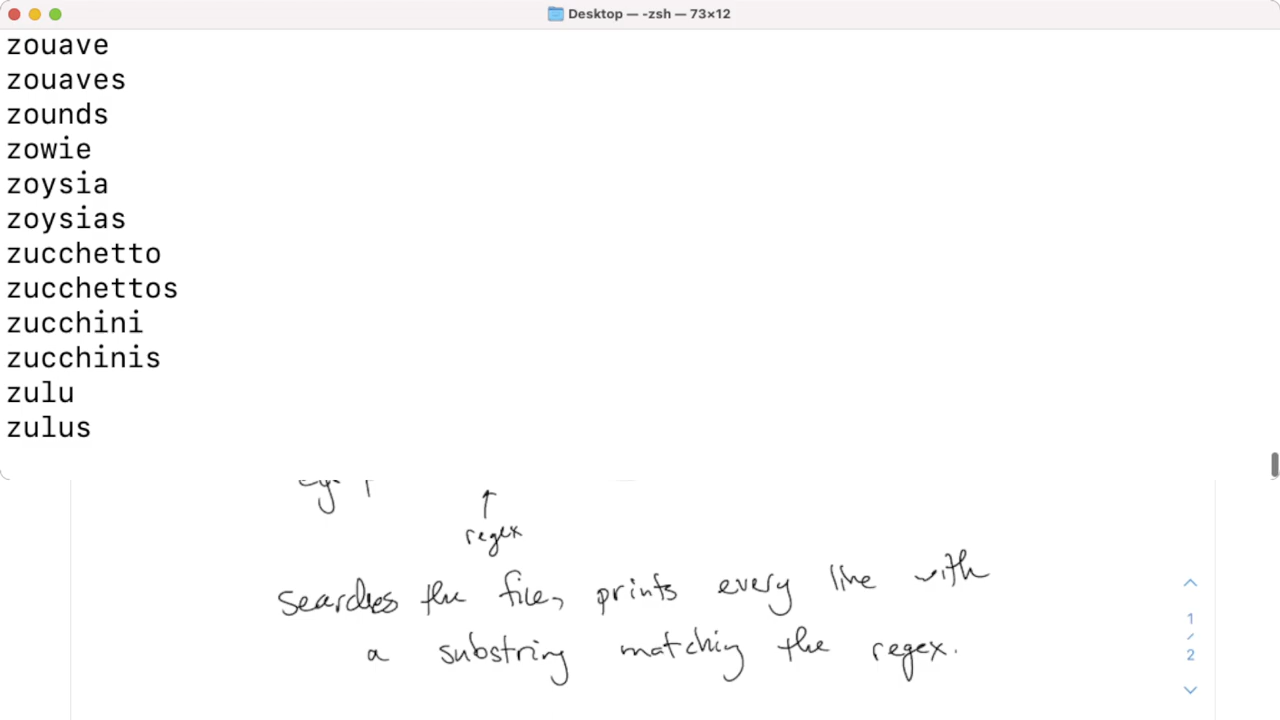 Desktop — -zsh — 73×12
zouave
zouaves
zounds
zowie
zoysia
zoysias
zucchetto
zucchettos
zucchini
zucchinis
zulu
zulus
regex
searches the file, prints every line with
a substring matching the regex.
1
/
2